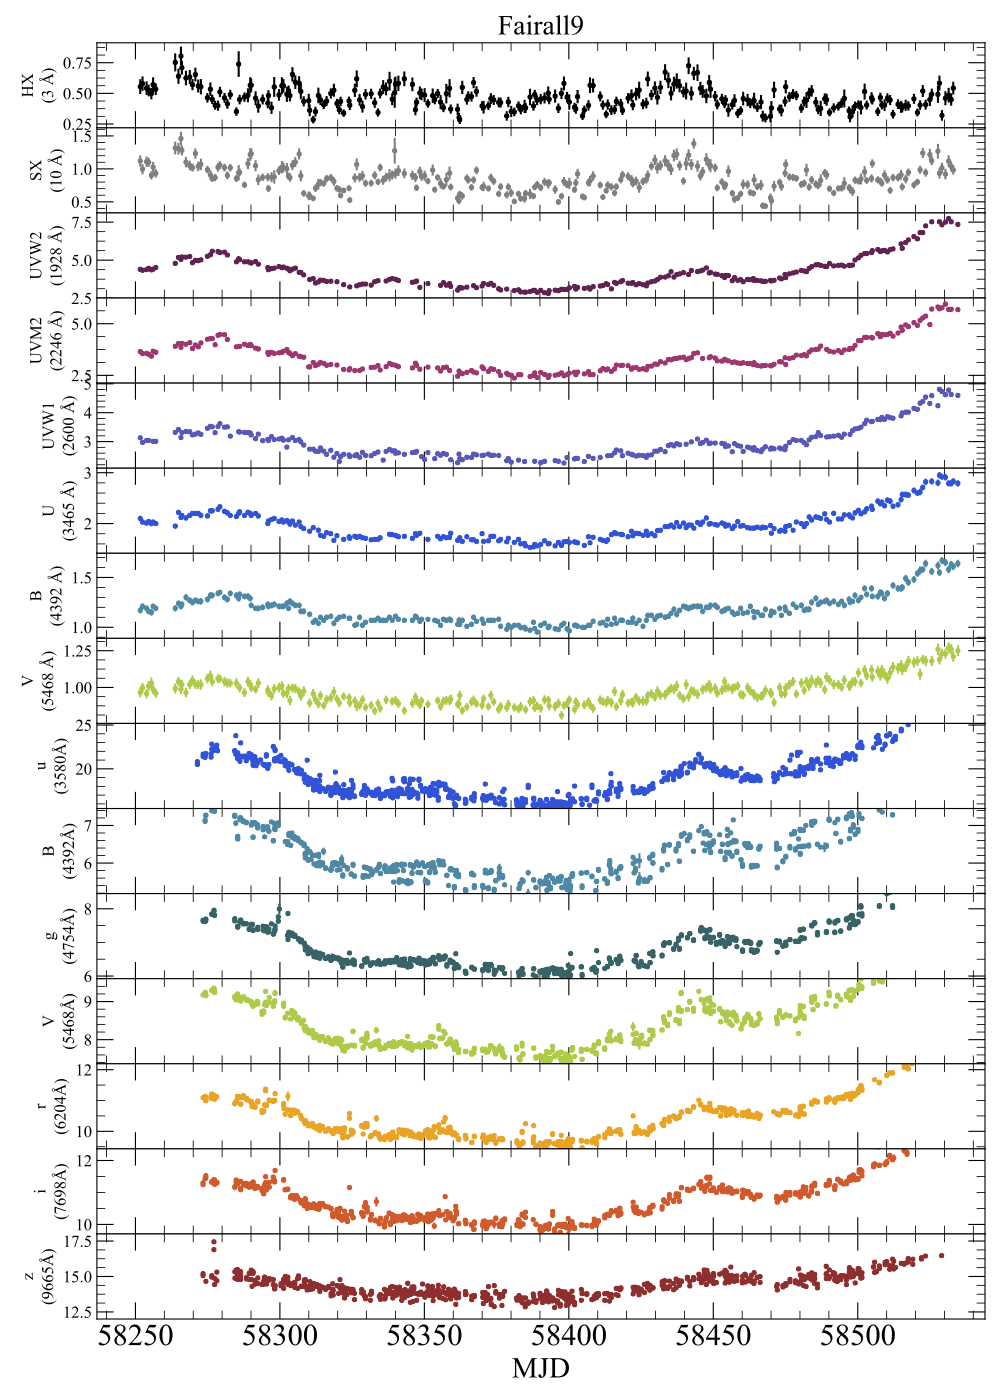 Fairall9
HX
(3 Å)
0.75
0.50
0.25
SX
(10 Å)
1.5
1.0
0.5
UVW2
(1928 Å)
7.5
5.0
2.5
UVM2
(2246 Å)
5.0
2.5
UVW1
(2600 Å)
5
4
3
U
(3465 Å)
3
2
B
(4392 Å)
1.5
1.0
V
(5468 Å)
1.25
1.00
u
(3580Å)
25
20
B
(4392Å)
7
6
g
(4754Å)
8
6
V
(5468Å)
9
8
r
(6204Å)
12
10
i
(7698Å)
12
10
z
(9665Å)
17.5
15.0
12.5
58250 58300 58350 58400 58450 58500
MJD